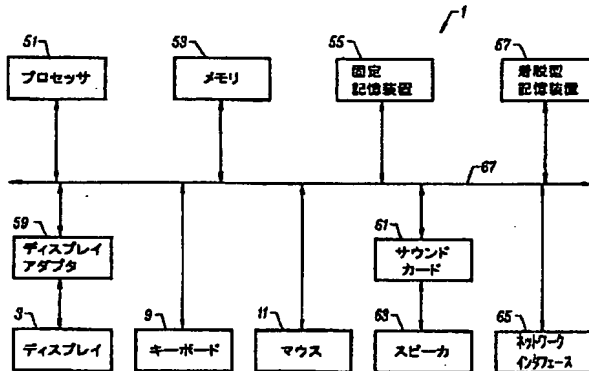 1
51
プロセッサ
53
メモリ
55
固定
記憶装置
57
着脱型
記憶装置
67
59
ディスプレイ
アダプタ
61
サウンド
カード
3
ディスプレイ
9
キーボード
11
マウス
63
スピーカ
65
ネットワーク
インタフェース